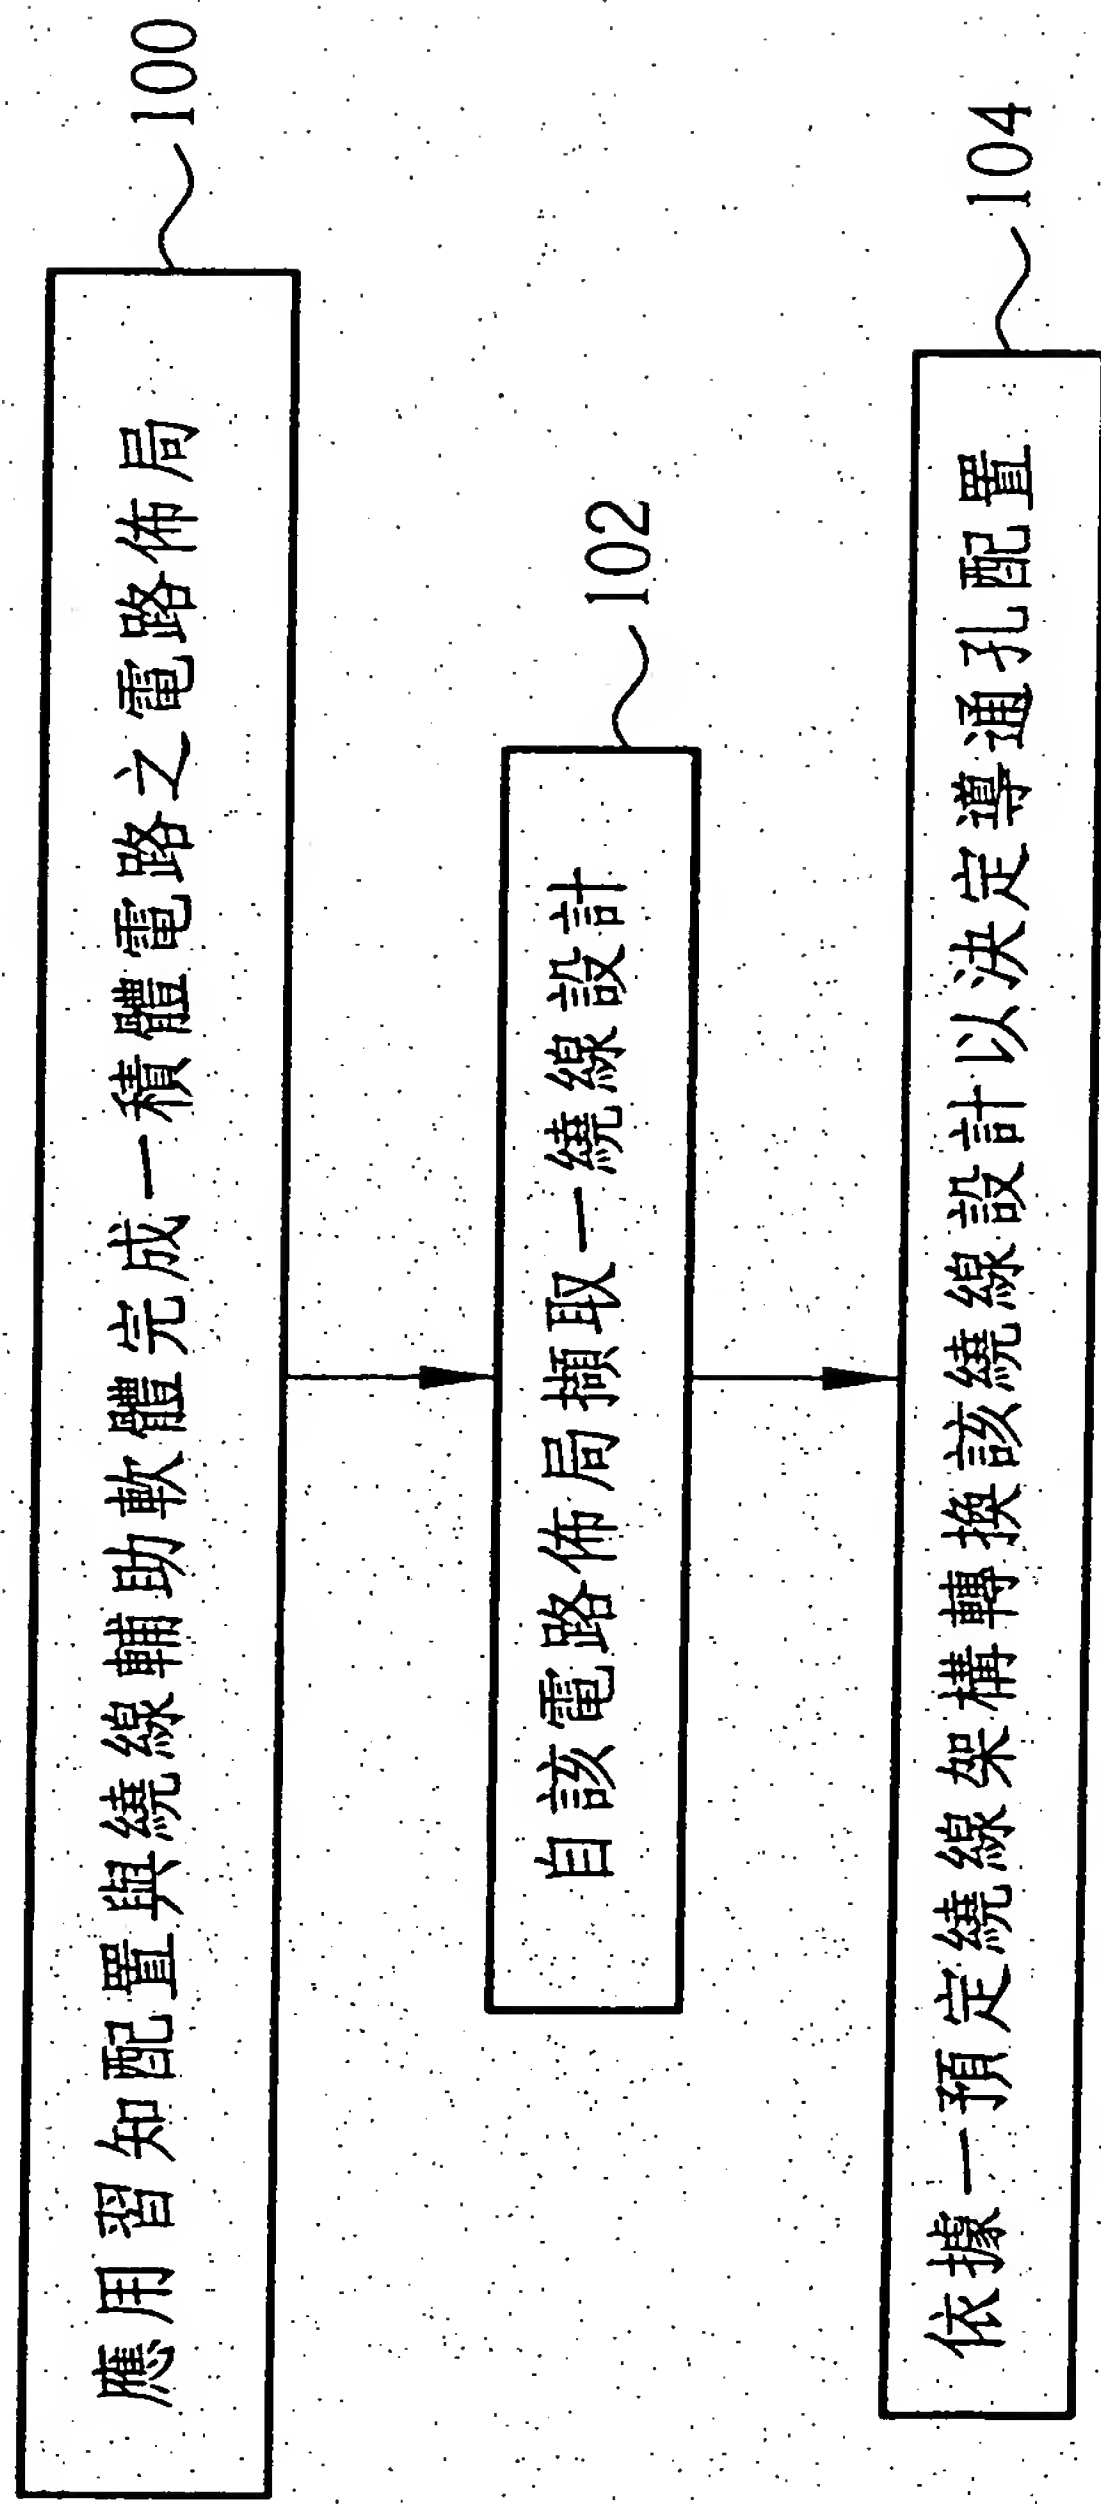 應用習知配置與繞線輔助軟體完成一積體電路之電路佈局
100
自該電路佈局擷取一繞線設計
102
依據一預定繞線架構轉換該繞線設計以決定導通孔配置
104